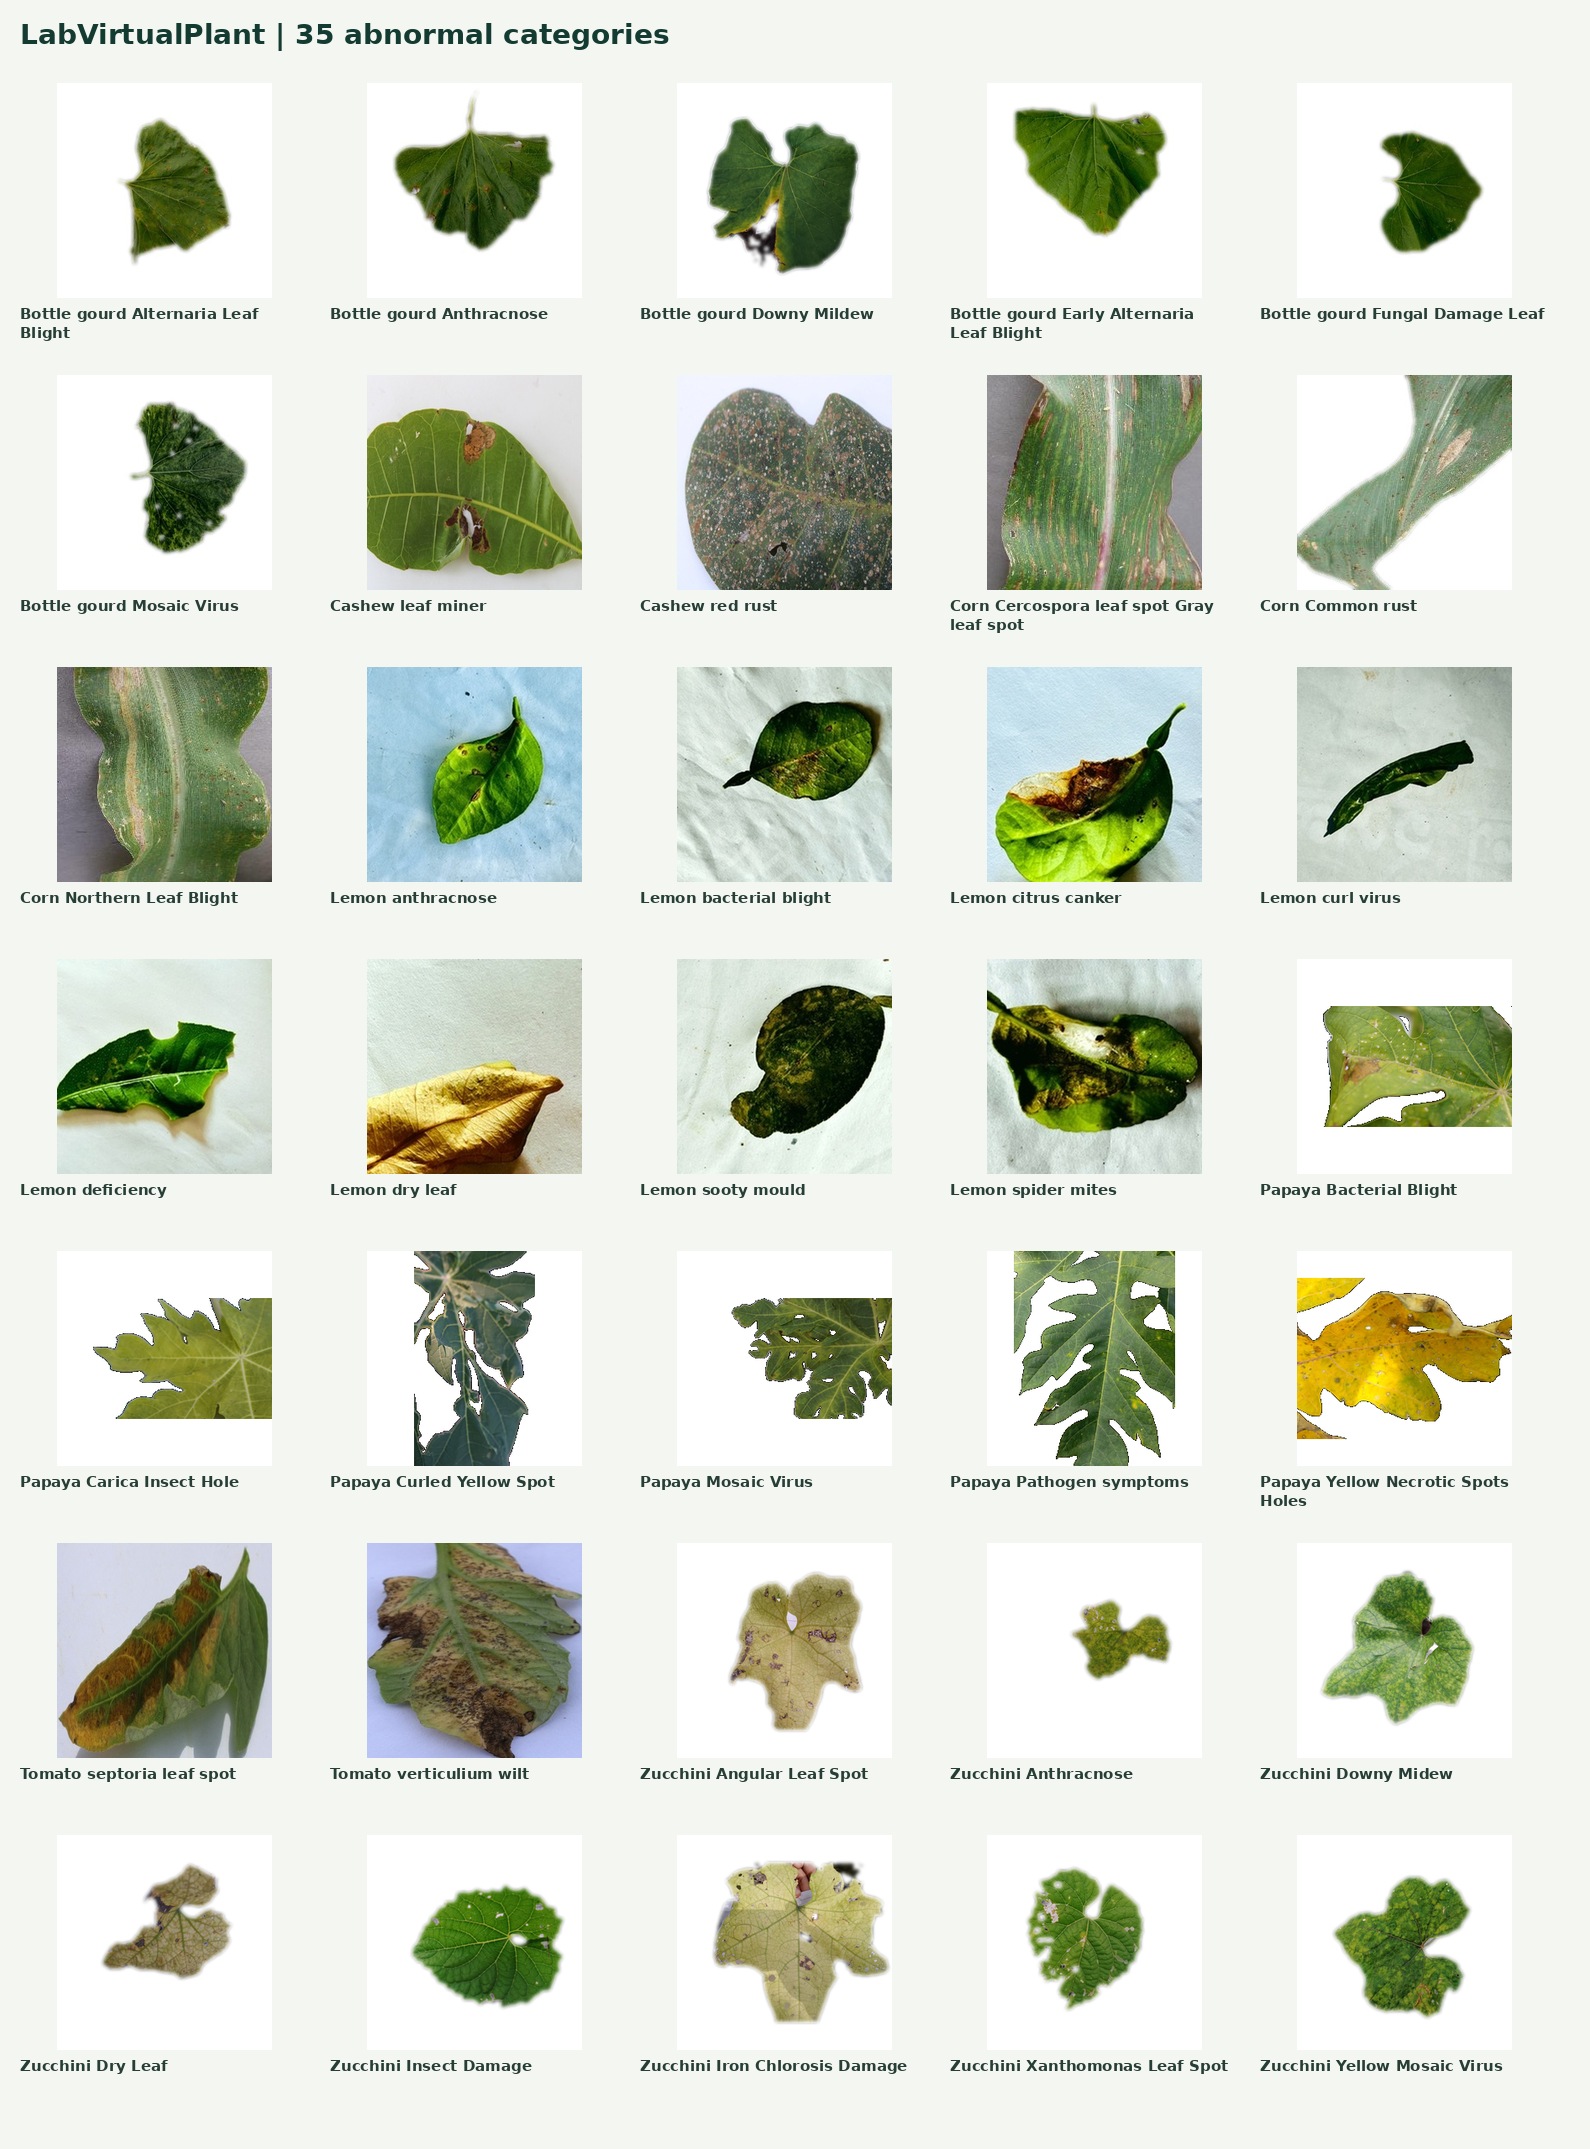 LabVirtualPlant | 35 abnormal categories
Bottle gourd Alternaria Leaf
Blight
Bottle gourd Anthracnose
Bottle gourd Downy Mildew
Bottle gourd Early Alternaria
Leaf Blight
Bottle gourd Fungal Damage Leaf
Bottle gourd Mosaic Virus
Cashew leaf miner
Cashew red rust
Corn Cercospora leaf spot Gray
leaf spot
Corn Common rust
Corn Northern Leaf Blight
Lemon anthracnose
Lemon bacterial blight
Lemon citrus canker
Lemon curl virus
Lemon deficiency
Lemon dry leaf
Lemon sooty mould
Lemon spider mites
Papaya Bacterial Blight
Papaya Carica Insect Hole
Papaya Curled Yellow Spot
Papaya Mosaic Virus
Papaya Pathogen symptoms
Papaya Yellow Necrotic Spots
Holes
Tomato septoria leaf spot
Tomato verticulium wilt
Zucchini Angular Leaf Spot
Zucchini Anthracnose
Zucchini Downy Midew
Zucchini Dry Leaf
Zucchini Insect Damage
Zucchini Iron Chlorosis Damage
Zucchini Xanthomonas Leaf Spot
Zucchini Yellow Mosaic Virus